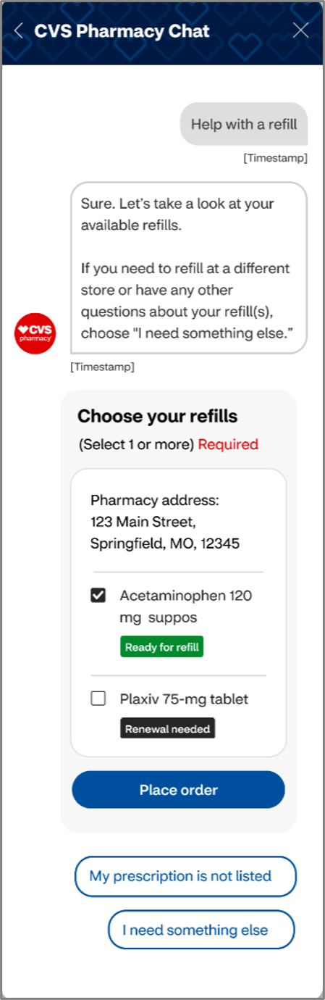 CVS Pharmacy Chat
Help with a refill
[Timestamp]
Sure. Let’s take a look at your
available refills.
If you need to refill at a different
store or have any other
questions about your refill(s),
choose "I need something else.”
CVS
pharmacy
[Timestamp]
Choose your refills
(Select 1 or more) Required
Pharmacy address:
123 Main Street,
Springfield, MO, 12345
Acetaminophen 120
mg suppos
Ready for refill
Plaxiv 75-mg tablet
Renewal needed
Place order
My prescription is not listed
I need something else